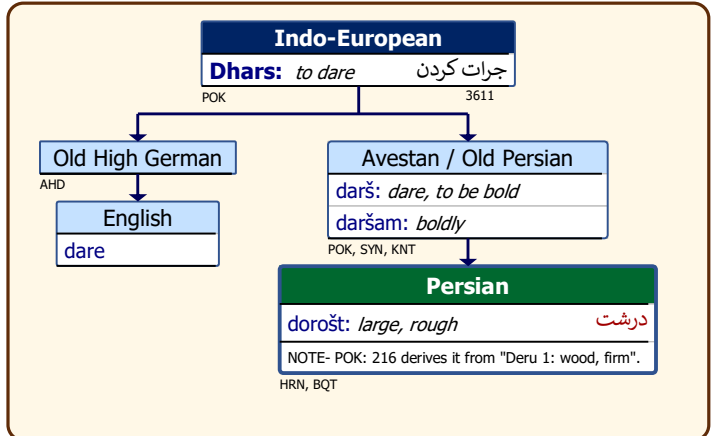 Indo-European
Dhars: to dare جرات کردن
POK 3611
Old High German
AHD
English
dare
Avestan / Old Persian
darš: dare, to be bold
daršam: boldly
POK, SYN, KNT
Persian
dorošt: large, rough درشت
NOTE- POK: 216 derives it from "Deru 1: wood, firm".
HRN, BQT